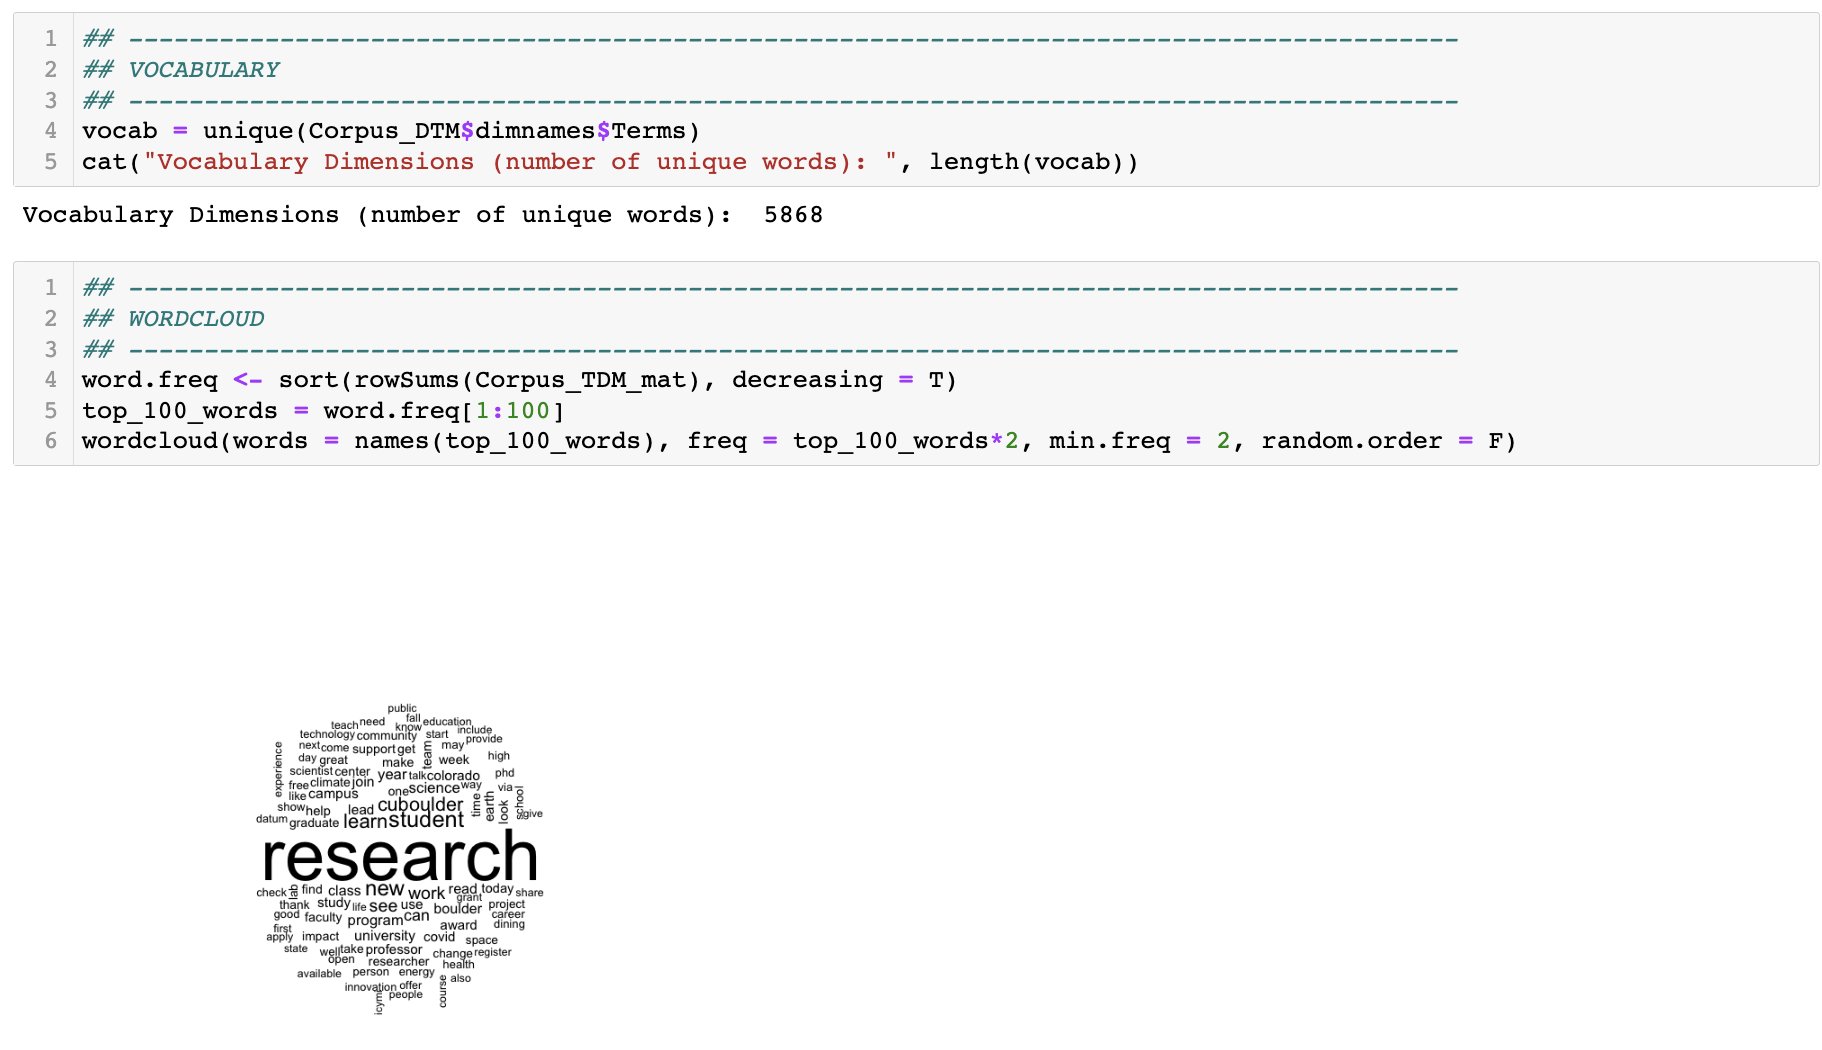 1 ## ----------------------------------------------------------------------------------------
2 ## VOCABULARY
3 ## ----------------------------------------------------------------------------------------
4 vocab = unique(Corpus_DTM$dimnames$Terms)
5 cat("Vocabulary Dimensions (number of unique words): ", length(vocab))
Vocabulary Dimensions (number of unique words):  5868
1 ## ----------------------------------------------------------------------------------------
2 ## WORDCLOUD
3 ## ----------------------------------------------------------------------------------------
4 word.freq <- sort(rowSums(Corpus_TDM_mat), decreasing = T)
5 top_100_words = word.freq[1:100]
6 wordcloud(words = names(top_100_words), freq = top_100_words*2, min.freq = 2, random.order = F)
public
fall
teach need know education
technology community start include
next come support get team may provide
experience day great make week high
scientist center year talk colorado phd
free climate join one science way via
like campus time earth look school
show help lead cuboulder
datum graduate learn student give
research
check lab find class new work read today share
grant
thank study life see use boulder project
good faculty program can career
first award dining
apply impact university covid space
state well take professor change register
open researcher health
available person energy also
innovation offer course
icymi people